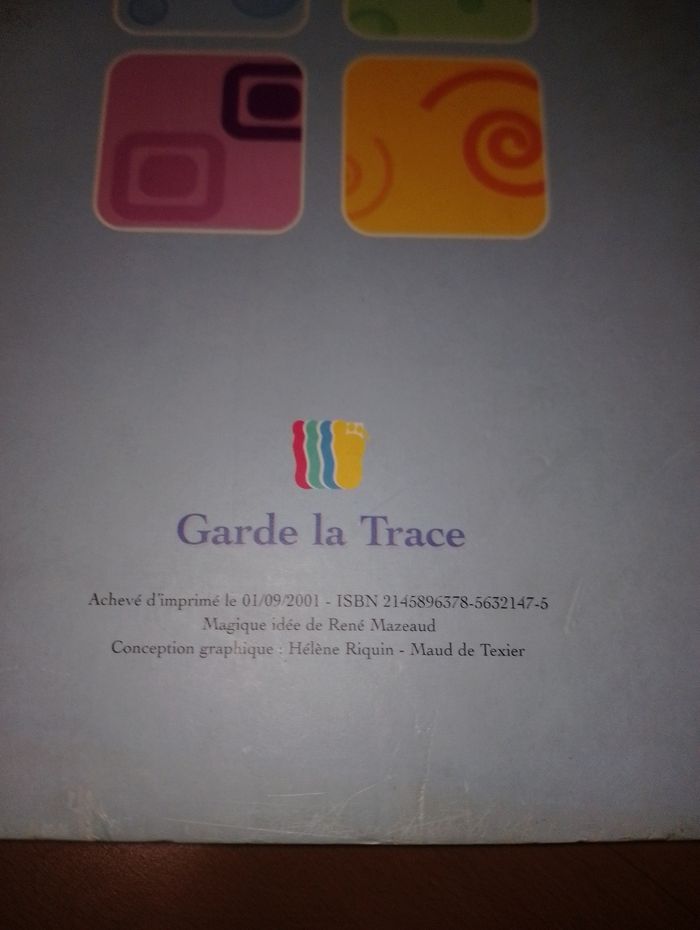 Garde la Trace
Achevé d'imprimé le 01/09/2001 - ISBN 2145896378-5632147-5
Magique idée de René Mazeaud
Conception graphique : Hélène Riquin - Maud de Texier